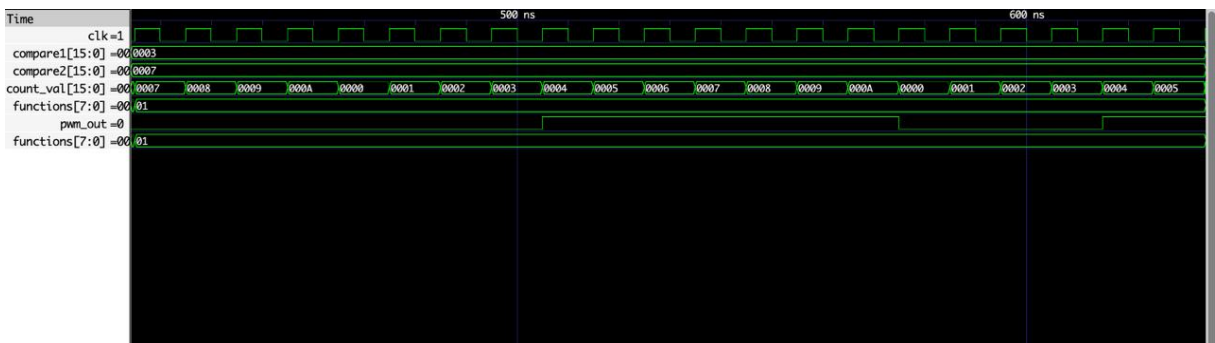 Time 500 ns 600 ns
clk=1
compare1[15:0] =00 0003
compare2[15:0] =00 0007
count_val[15:0] =00 0007 0008 0009 000A 0000 0001 0002 0003 0004 0005 0006 0007 0008 0009 000A 0000 0001 0002 0003 0004 0005
functions[7:0] =00 01
pwm_out=0
functions[7:0] =00 01